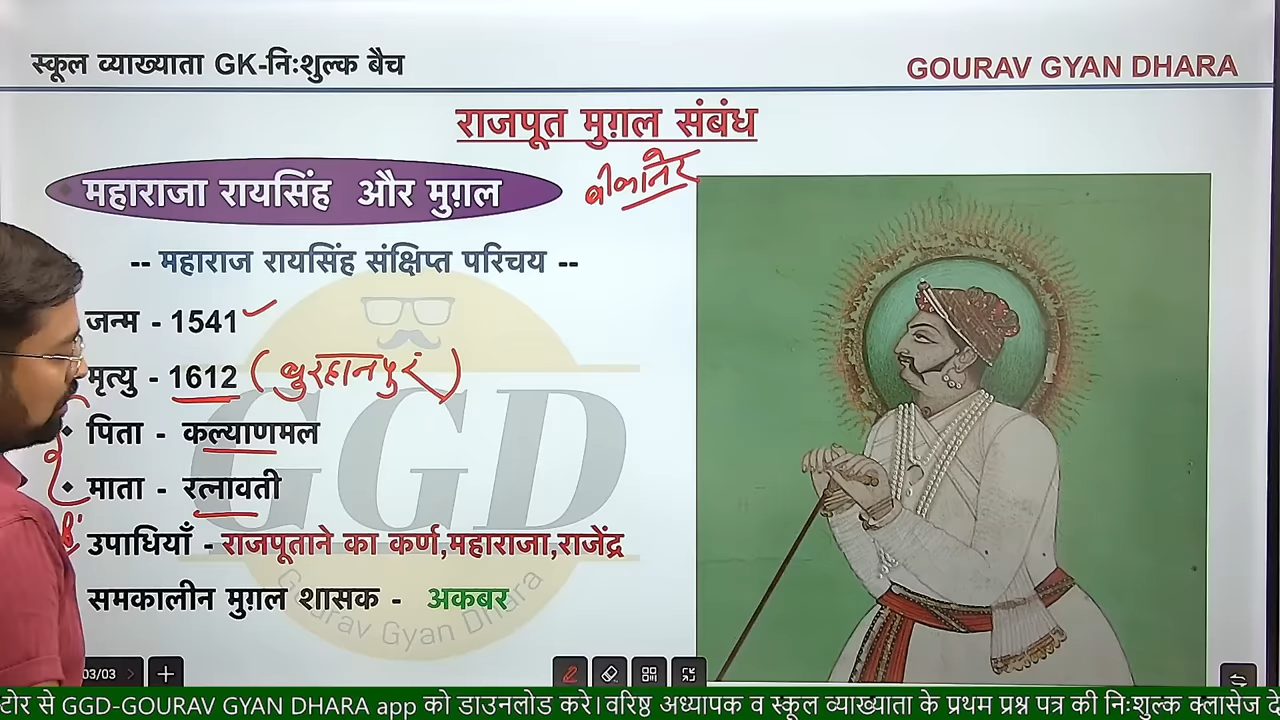 स्कूल व्याख्याता GK-निःशुल्क बैच
GOURAV GYAN DHARA
राजपूत मुग़ल संबंध
बीकानेर
महाराजा रायसिंह और मुग़ल
-- महाराज रायसिंह संक्षिप्त परिचय --
जन्म - 1541
मृत्यु - 1612 (बुरहानपुर)
पिता - कल्याणमल
माता - रत्नावती
उपाधियाँ - राजपूताने का कर्ण,महाराजा,राजेंद्र
समकालीन मुग़ल शासक - अकबर
GGD
Gourav Gyan Dhara
03/03
टोर से GGD-GOURAV GYAN DHARA app को डाउनलोड करे।वरिष्ठ अध्यापक व स्कूल व्याख्याता के प्रथम प्रश्न पत्र की निःशुल्क क्लासेज दे